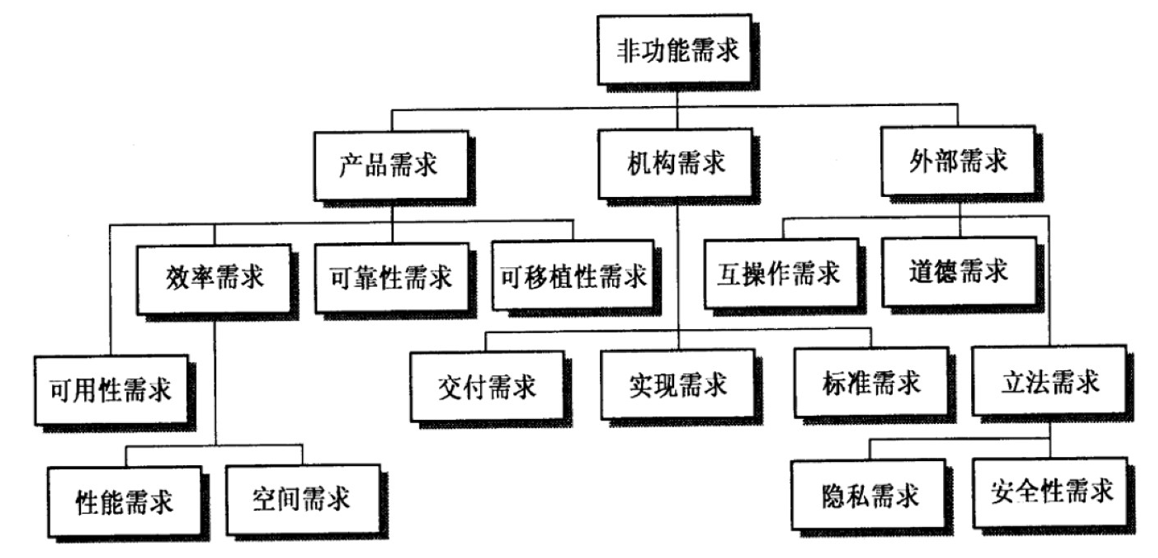 非功能需求
产品需求
机构需求
外部需求
效率需求
可靠性需求
可移植性需求
互操作需求
道德需求
可用性需求
交付需求
实现需求
标准需求
立法需求
性能需求
空间需求
隐私需求
安全性需求